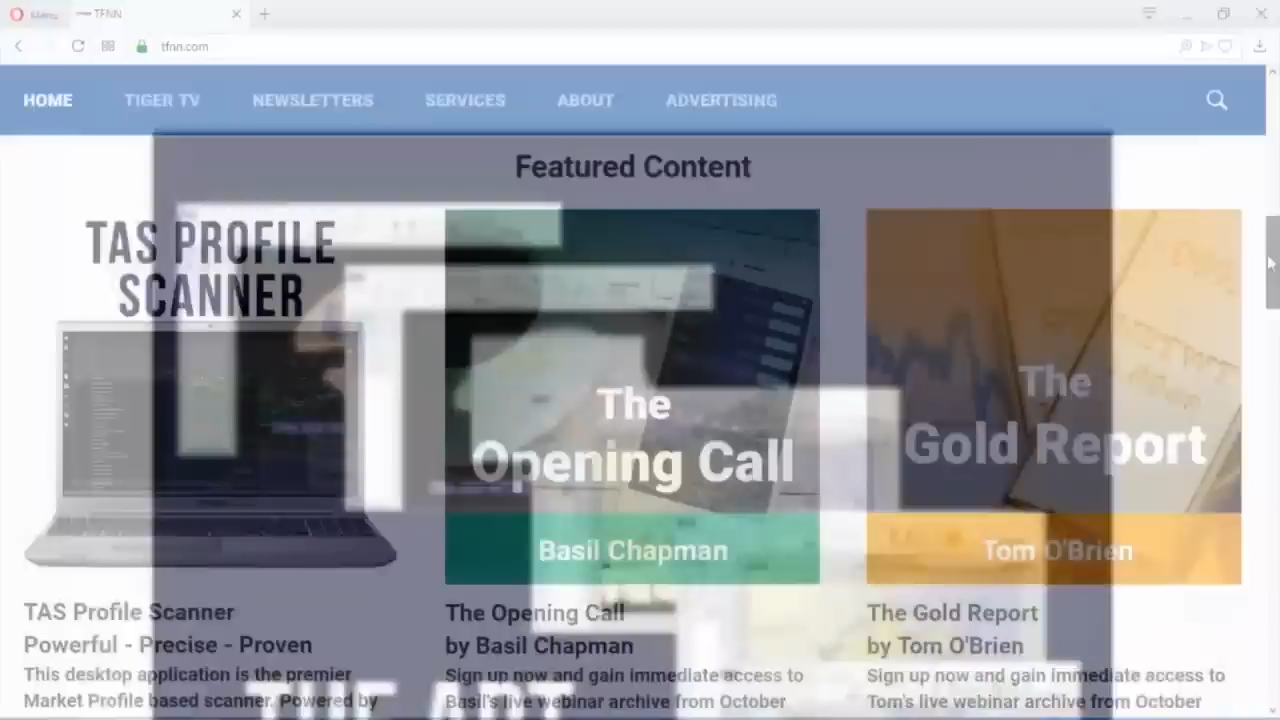 Menu
TFNN
tfnn.com
HOME
TIGER TV
NEWSLETTERS
SERVICES
ABOUT
ADVERTISING
Featured Content
TAS PROFILE
SCANNER
The
Opening Call
Basil Chapman
The
Gold Report
Tom O'Brien
TAS Profile Scanner
Powerful - Precise - Proven
This desktop application is the premier
Market Profile based scanner. Powered by
The Opening Call
by Basil Chapman
Sign up now and gain immediate access to
Basil's live webinar archive from October
The Gold Report
by Tom O'Brien
Sign up now and gain immediate access to
Tom's live webinar archive from October